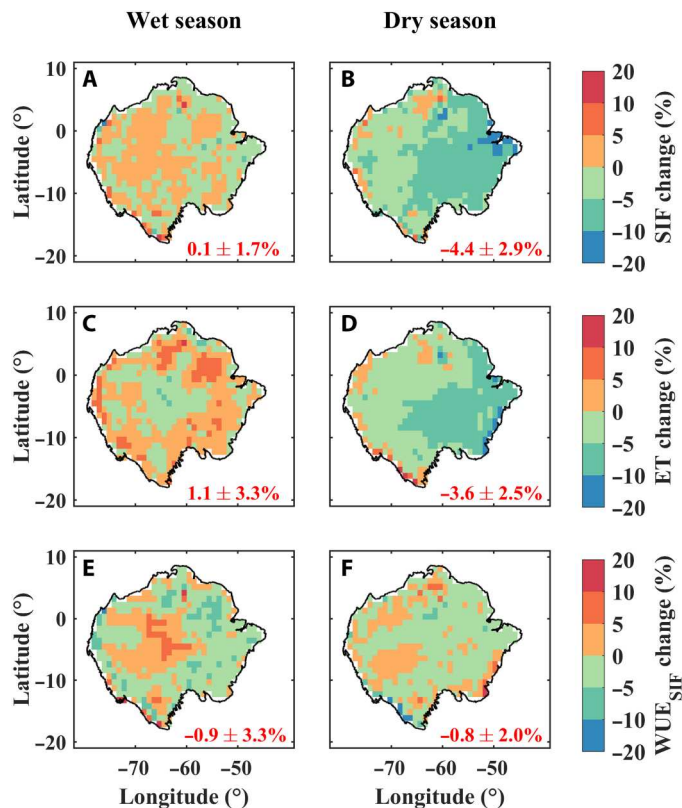 Wet season Dry season
A B
10
0
−10
−20
Latitude (°)
0.1 ± 1.7% −4.4 ± 2.9%
20
10
5
0
−5
−10
−20
SIF change (%)
C D
10
0
−10
−20
Latitude (°)
1.1 ± 3.3% −3.6 ± 2.5%
20
10
5
0
−5
−10
−20
ET change (%)
E F
10
0
−10
−20
Latitude (°)
−0.9 ± 3.3% −0.8 ± 2.0%
20
10
5
0
−5
−10
−20
WUE_SIF change (%)
−70 −60 −50 −70 −60 −50
Longitude (°) Longitude (°)